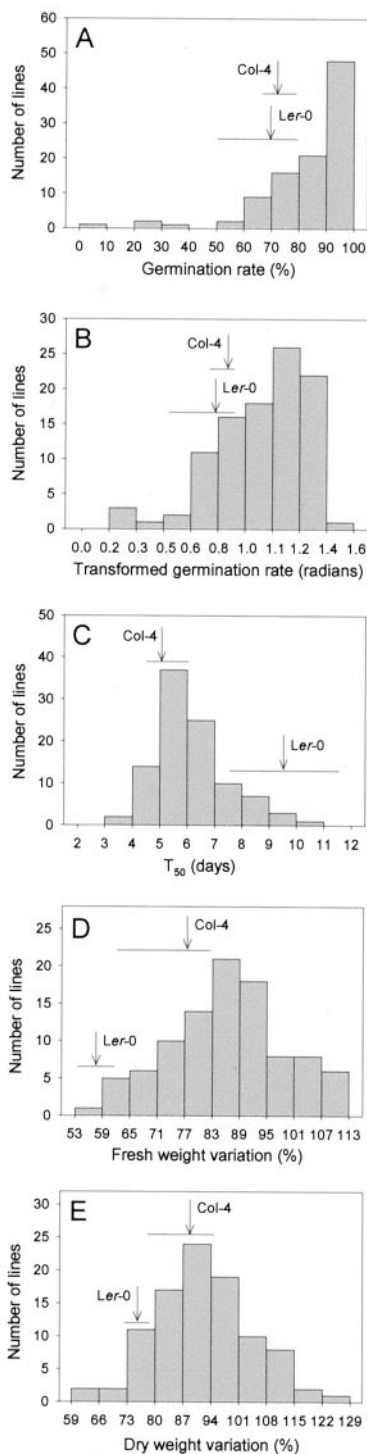 A
Number of lines
60
50
40
30
20
10
0
Col-4
Ler-0
0 10 20 30 40 50 60 70 80 90 100
Germination rate (%)
B
Number of lines
30
25
20
15
10
5
0
Col-4
Ler-0
0.0 0.2 0.3 0.5 0.6 0.8 1.0 1.1 1.2 1.4 1.6
Transformed germination rate (radians)
C
Number of lines
50
40
30
20
10
0
Col-4
Ler-0
2 3 4 5 6 7 8 9 10 11 12
T50 (days)
D
Number of lines
25
20
15
10
5
0
Col-4
Ler-0
53 59 65 71 77 83 89 95 101 107 113
Fresh weight variation (%)
E
Number of lines
25
20
15
10
5
0
Col-4
Ler-0
59 66 73 80 87 94 101 108 115 122 129
Dry weight variation (%)